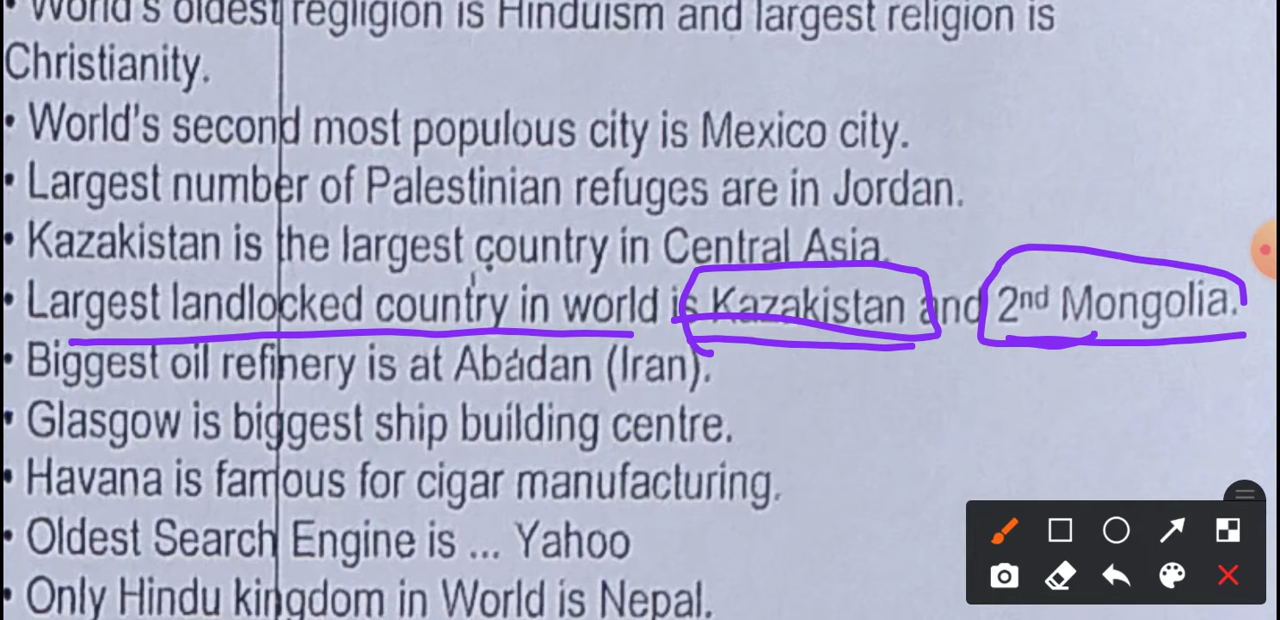 • World's oldest regligion is Hinduism and largest religion is
Christianity.
• World's second most populous city is Mexico city.
• Largest number of Palestinian refuges are in Jordan.
• Kazakistan is the largest country in Central Asia.
• Largest landlocked country in world is Kazakistan and 2nd Mongolia.
• Biggest oil refinery is at Abadan (Iran).
• Glasgow is biggest ship building centre.
• Havana is famous for cigar manufacturing.
• Oldest Search Engine is ... Yahoo
• Only Hindu kingdom in World is Nepal.